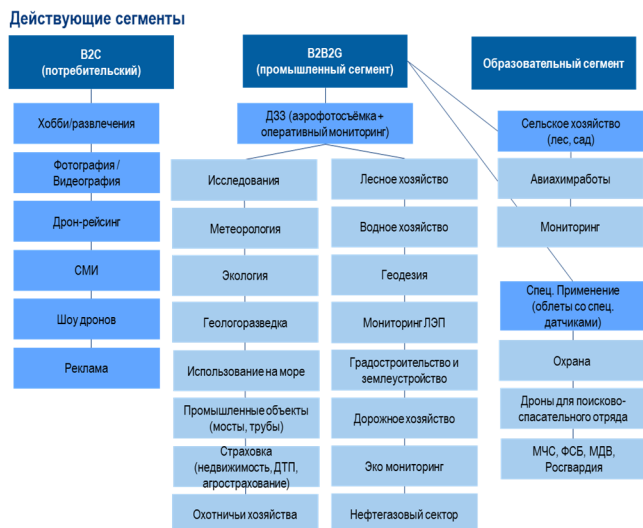 Действующие сегменты
B2C
(потребительский)
Хобби/развлечения
Фотография /
Видеография
Дрон-рейсинг
СМИ
Шоу дронов
Реклама
B2B2G
(промышленный сегмент)
ДЗЗ (аэрофотосъёмка +
оперативный мониторинг)
Исследования
Метеорология
Экология
Геологоразведка
Использование на море
Промышленные объекты
(мосты, трубы)
Страховка
(недвижимость, ДТП,
агрострахование)
Охотничьи хозяйства
Лесное хозяйство
Водное хозяйство
Геодезия
Мониторинг ЛЭП
Градостроительство и
землеустройство
Дорожное хозяйство
Эко мониторинг
Нефтегазовый сектор
Образовательный сегмент
Сельское хозяйство
(лес, сад)
Авиахимработы
Мониторинг
Спец. Применение
(облеты со спец.
датчиками)
Охрана
Дроны для поисково-
спасательного отряда
МЧС, ФСБ, МДВ,
Росгвардия